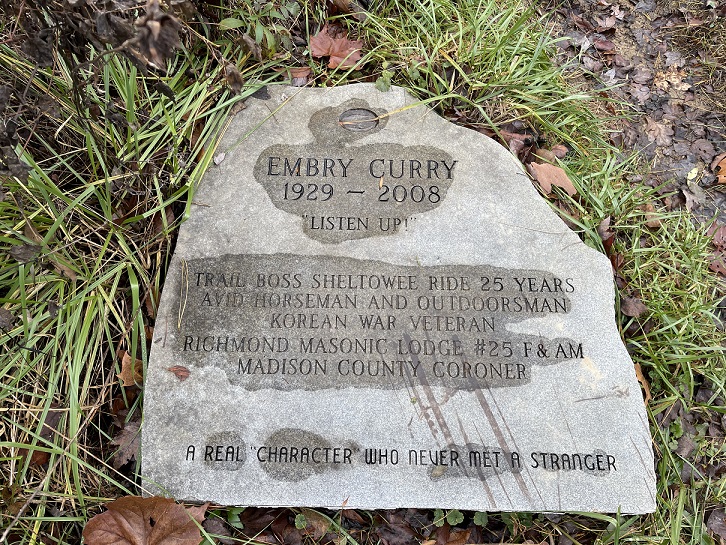 EMBRY CURRY
1929 – 2008
"LISTEN UP!"
TRAIL BOSS SHELTOWEE RIDE 25 YEARS
AVID HORSEMAN AND OUTDOORSMAN
KOREAN WAR VETERAN
RICHMOND MASONIC LODGE #25 F & AM
MADISON COUNTY CORONER
A REAL "CHARACTER" WHO NEVER MET A STRANGER